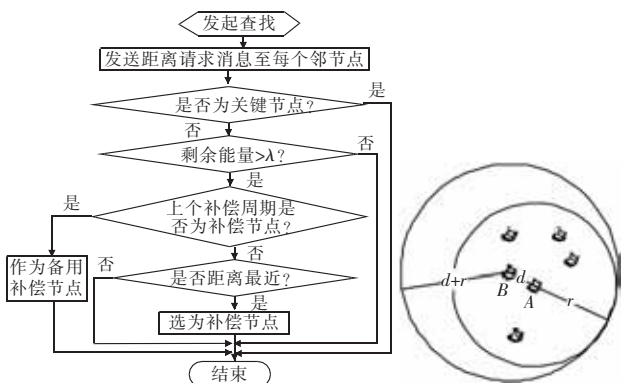 发起查找
发送距离请求消息至每个邻节点
是否为关键节点?
是
否
剩余能量>λ?
否
是
上个补偿周期是
否为补偿节点?
是
否
作为备用
补偿节点
是否距离最近?
否
是
选为补偿节点
结束
d+r
d
B
A
r